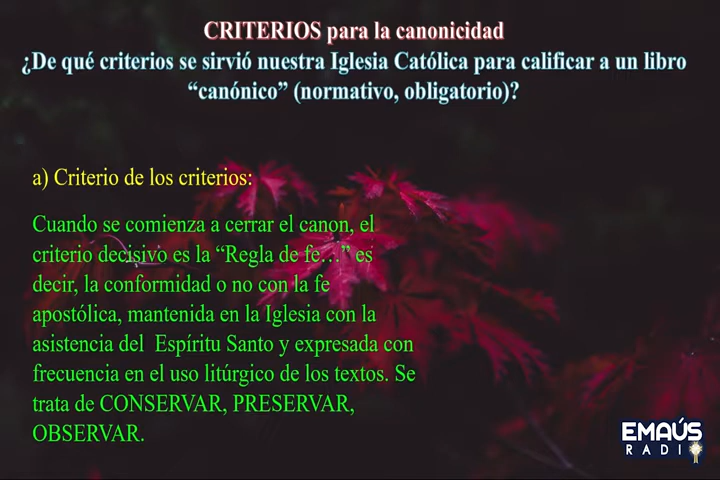 CRITERIOS para la canonicidad
¿De qué criterios se sirvió nuestra Iglesia Católica para calificar a un libro
“canónico” (normativo, obligatorio)?
a) Criterio de los criterios:
Cuando se comienza a cerrar el canon, el
criterio decisivo es la “Regla de fe…” es
decir, la conformidad o no con la fe
apostólica, mantenida en la Iglesia con la
asistencia del  Espíritu Santo y expresada con
frecuencia en el uso litúrgico de los textos. Se
trata de CONSERVAR, PRESERVAR,
OBSERVAR.
EMAÚS
RADIO